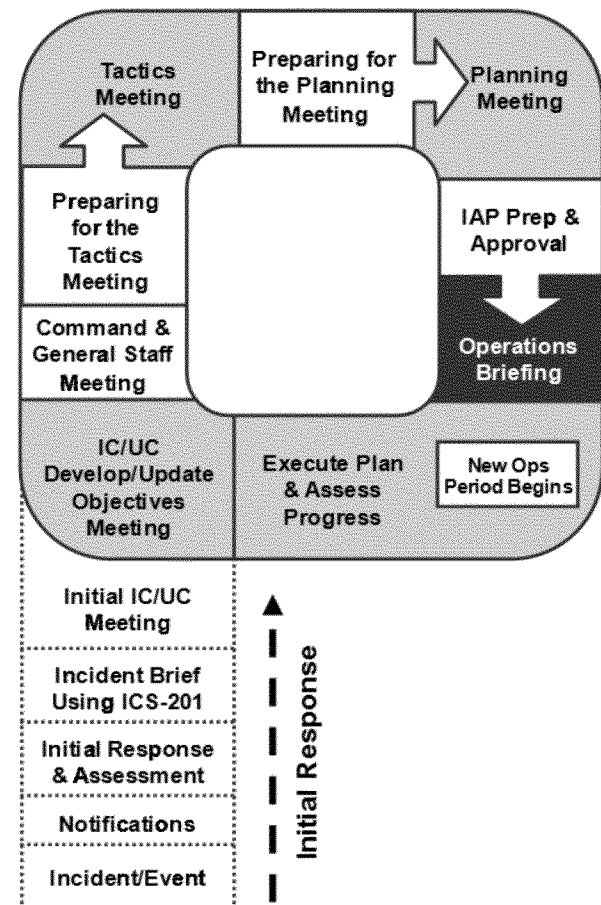 Tactics
Meeting
Preparing for
the Planning
Meeting
Planning
Meeting
Preparing
for the
Tactics
Meeting
IAP Prep &
Approval
Command &
General Staff
Meeting
Operations
Briefing
IC/UC
Develop/Update
Objectives
Meeting
Execute Plan
& Assess
Progress
New Ops
Period Begins
Initial IC/UC
Meeting
Incident Brief
Using ICS-201
Initial Response
& Assessment
Notifications
Incident/Event
Initial Response